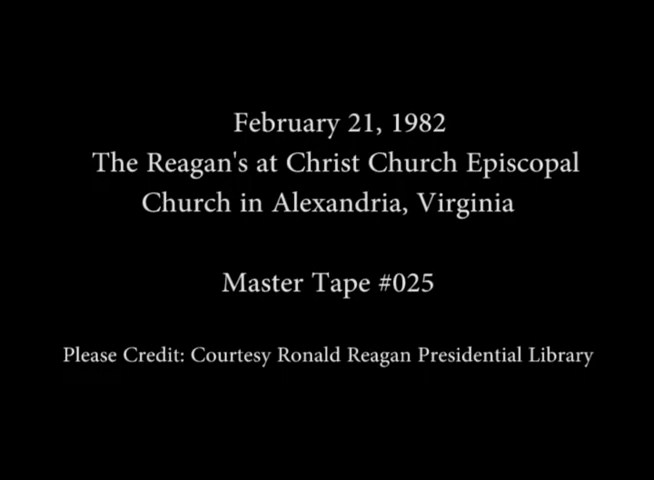 February 21, 1982
The Reagan's at Christ Church Episcopal
Church in Alexandria, Virginia
Master Tape #025
Please Credit: Courtesy Ronald Reagan Presidential Library